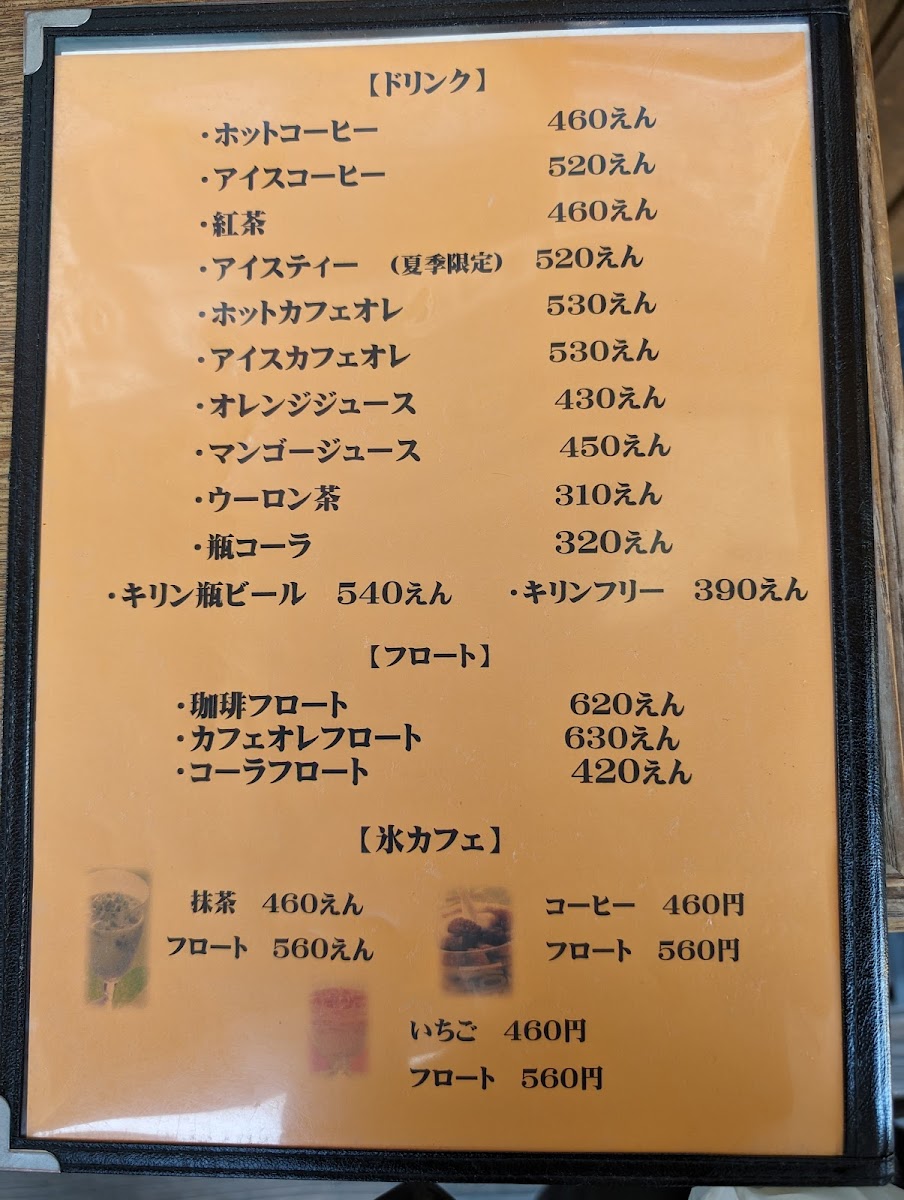 【ドリンク】
・ホットコーヒー 460えん
・アイスコーヒー 520えん
・紅茶 460えん
・アイスティー (夏季限定) 520えん
・ホットカフェオレ 530えん
・アイスカフェオレ 530えん
・オレンジジュース 430えん
・マンゴージュース 450えん
・ウーロン茶 310えん
・瓶コーラ 320えん
・キリン瓶ビール 540えん ・キリンフリー 390えん
【フロート】
・珈琲フロート 620えん
・カフェオレフロート 630えん
・コーラフロート 420えん
【氷カフェ】
抹茶 460えん コーヒー 460円
フロート 560えん フロート 560円
いちご 460円
フロート 560円